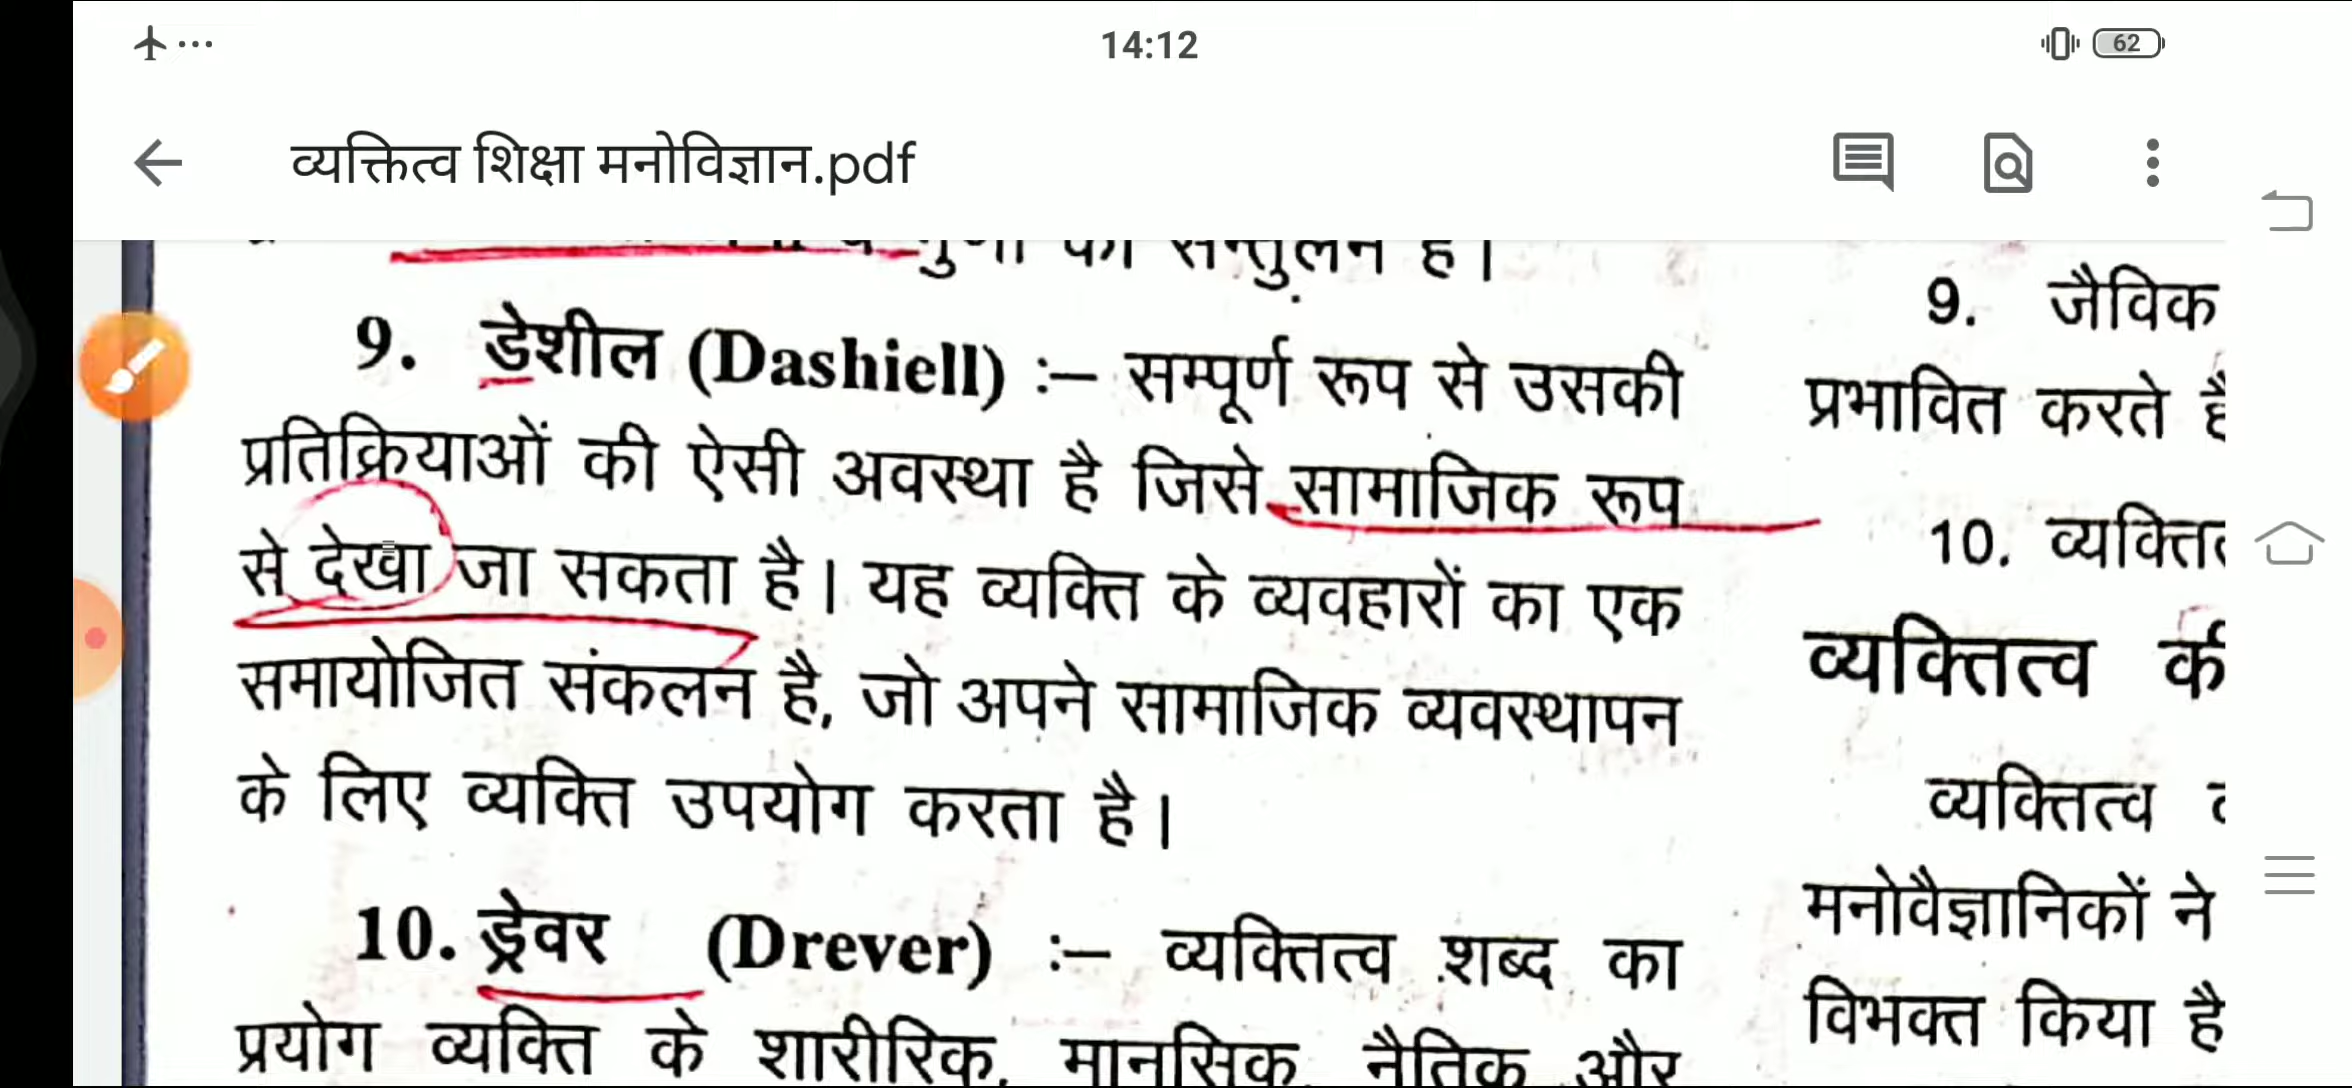 14:12
62
व्यक्तित्व शिक्षा मनोविज्ञान.pdf
सन्तुलन है।
9. डेशील (Dashiell) :– सम्पूर्ण रूप से उसकी
प्रतिक्रियाओं की ऐसी अवस्था है जिसे सामाजिक रूप
से देखा जा सकता है। यह व्यक्ति के व्यवहारों का एक
समायोजित संकलन है, जो अपने सामाजिक व्यवस्थापन
के लिए व्यक्ति उपयोग करता है।
10. ड्रेवर (Drever) :– व्यक्तित्व शब्द का
प्रयोग व्यक्ति के शारीरिक, मानसिक, नैतिक और
9. जैविक
प्रभावित करते
10.
व्यक्तित्व की
व्यक्तित्व
मनोवैज्ञानिकों ने
विभक्त किया है